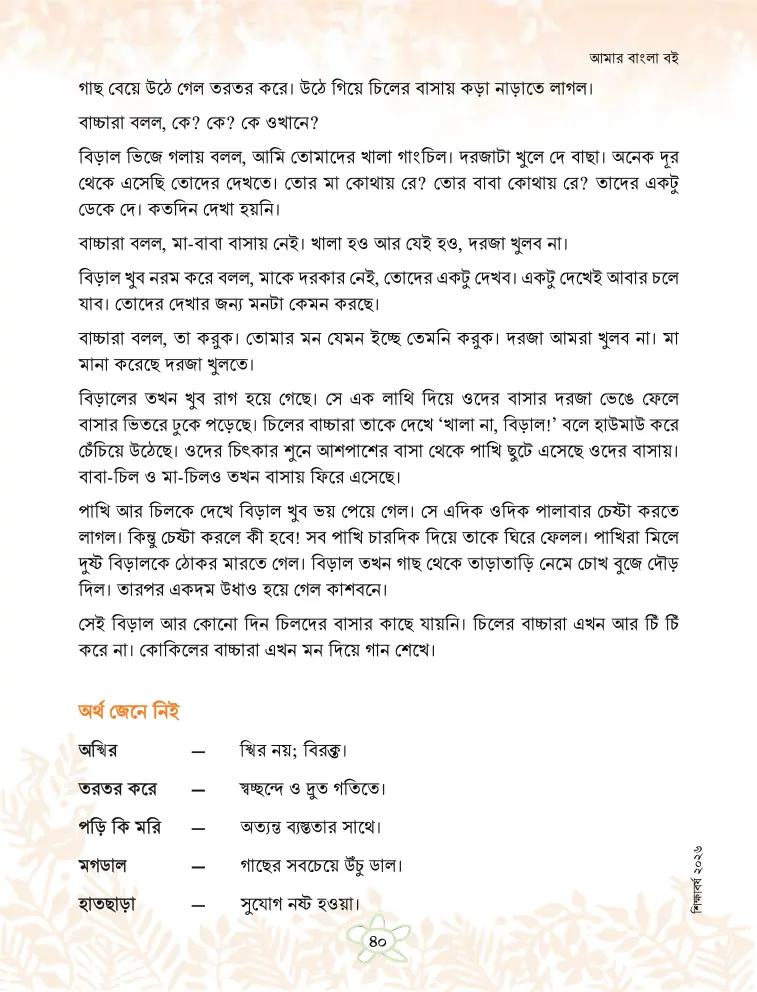 আমার বাংলা বই
গাছ বেয়ে উঠে গেল তরতর করে। উঠে গিয়ে চিলের বাসায় কড়া নাড়াতে লাগল।
বাচ্চারা বলল, কে? কে? কে ওখানে?
বিড়াল ভিজে গলায় বলল, আমি তোমাদের খালা গাংচিল। দরজাটা খুলে দে বাছা। অনেক দূর
থেকে এসেছি তোদের দেখতে। তোর মা কোথায় রে? তোর বাবা কোথায় রে? তাদের একটু
ডেকে দে। কতদিন দেখা হয়নি।
বাচ্চারা বলল, মা-বাবা বাসায় নেই। খালা হও আর যেই হও, দরজা খুলব না।
বিড়াল খুব নরম করে বলল, মাকে দরকার নেই, তোদের একটু দেখব। একটু দেখেই আবার চলে
যাব। তোদের দেখার জন্য মনটা কেমন করছে।
বাচ্চারা বলল, তা করুক। তোমার মন যেমন ইচ্ছে তেমনি করুক। দরজা আমরা খুলব না। মা
মানা করেছে দরজা খুলতে।
বিড়ালের তখন খুব রাগ হয়ে গেছে। সে এক লাথি দিয়ে ওদের বাসার দরজা ভেঙে ফেলে
বাসার ভিতরে ঢুকে পড়েছে। চিলের বাচ্চারা তাকে দেখে ‘খালা না, বিড়াল!’ বলে হাউমাউ করে
চেঁচিয়ে উঠেছে। ওদের চিৎকার শুনে আশপাশের বাসা থেকে পাখি ছুটে এসেছে ওদের বাসায়।
বাবা-চিল ও মা-চিলও তখন বাসায় ফিরে এসেছে।
পাখি আর চিলকে দেখে বিড়াল খুব ভয় পেয়ে গেল। সে এদিক ওদিক পালাবার চেষ্টা করতে
লাগল। কিন্তু চেষ্টা করলে কী হবে! সব পাখি চারদিক দিয়ে তাকে ঘিরে ফেলল। পাখিরা মিলে
দুষ্ট বিড়ালকে ঠোকর মারতে গেল। বিড়াল তখন গাছ থেকে তাড়াতাড়ি নেমে চোখ বুজে দৌড়
দিল। তারপর একদম উধাও হয়ে গেল কাশবনে।
সেই বিড়াল আর কোনো দিন চিলদের বাসার কাছে যায়নি। চিলের বাচ্চারা এখন আর চিঁ চিঁ
করে না। কোকিলের বাচ্চারা এখন মন দিয়ে গান শেখে।
অর্থ জেনে নিই
অস্থির — স্থির নয়; বিরক্ত।
তরতর করে — স্বচ্ছন্দে ও দ্রুত গতিতে।
পড়ি কি মরি — অত্যন্ত ব্যস্ততার সাথে।
মগডাল — গাছের সবচেয়ে উঁচু ডাল।
হাতছাড়া — সুযোগ নষ্ট হওয়া।
শিক্ষাবর্ষ ২০২৬
৪০